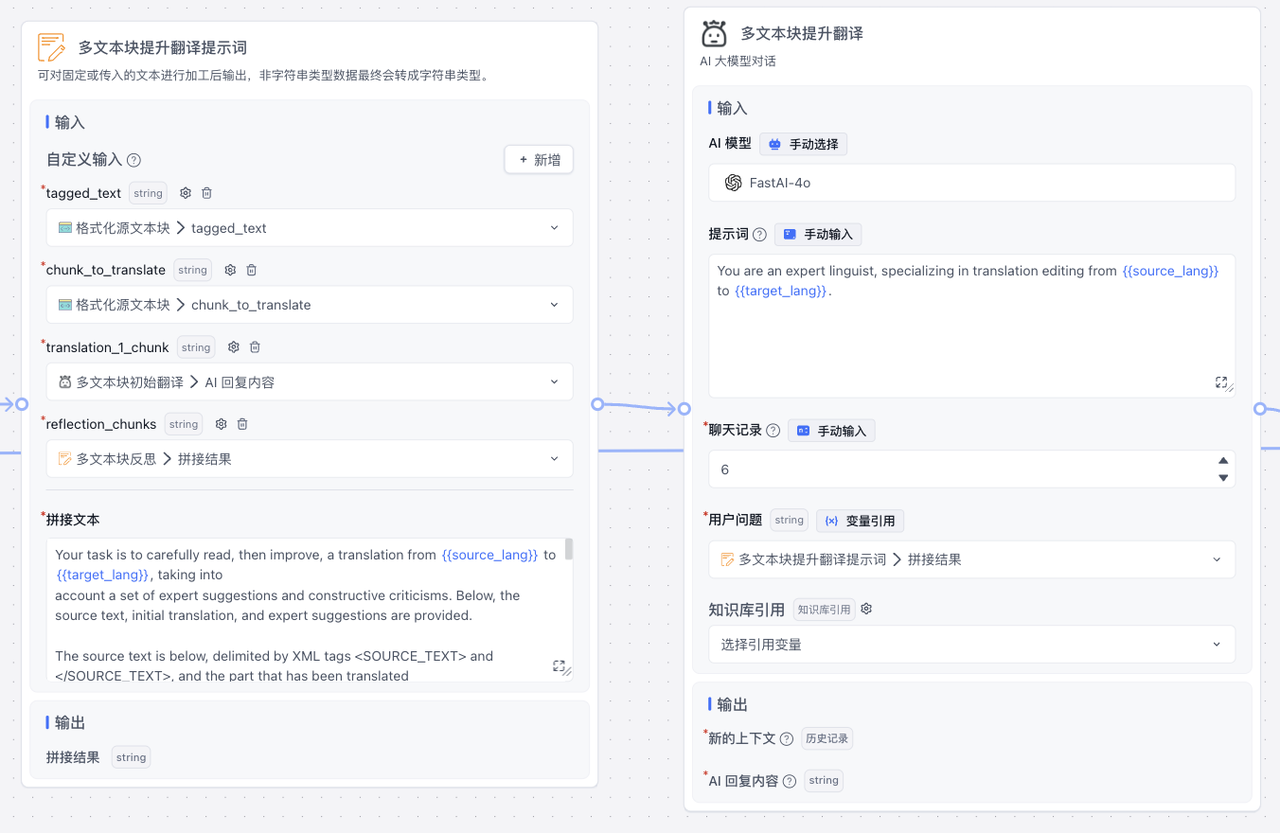 多文本块提升翻译提示词
可对固定或传入的文本进行加工后输出，非字符串类型数据最终会转成字符串类型。
输入
自定义输入
+ 新增
*tagged_text string
格式化源文本块 > tagged_text
*chunk_to_translate string
格式化源文本块 > chunk_to_translate
*translation_1_chunk string
多文本块初始翻译 > AI 回复内容
*reflection_chunks string
多文本块反思 > 拼接结果
*拼接文本
Your task is to carefully read, then improve, a translation from {{source_lang}} to
{{target_lang}}, taking into
account a set of expert suggestions and constructive criticisms. Below, the
source text, initial translation, and expert suggestions are provided.
The source text is below, delimited by XML tags <SOURCE_TEXT> and
</SOURCE_TEXT>, and the part that has been translated
输出
拼接结果 string
多文本块提升翻译
AI 大模型对话
输入
AI 模型 手动选择
FastAI-4o
提示词 手动输入
You are an expert linguist, specializing in translation editing from {{source_lang}}
to {{target_lang}}.
*聊天记录 手动输入
6
*用户问题 string (x) 变量引用
多文本块提升翻译提示词 > 拼接结果
知识库引用 知识库引用
选择引用变量
输出
*新的上下文 历史记录
*AI 回复内容 string